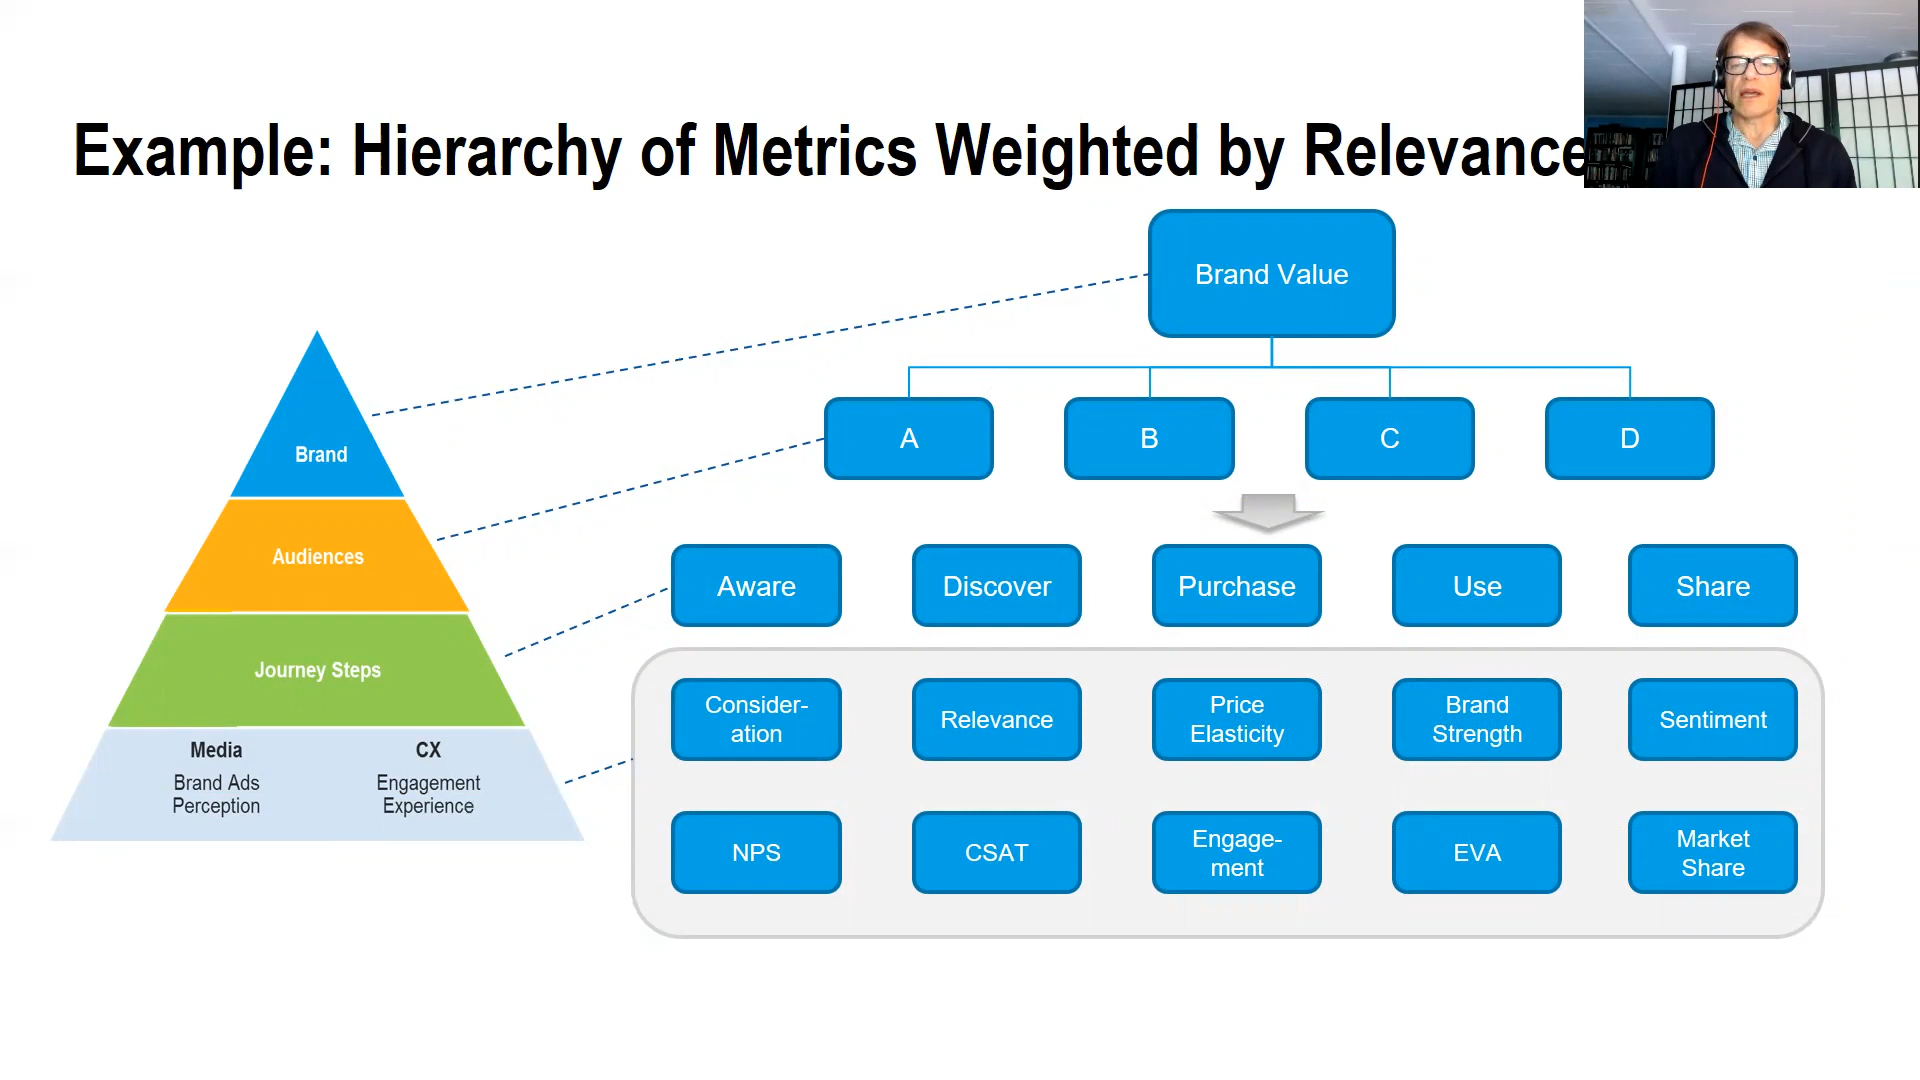 Example: Hierarchy of Metrics Weighted by Relevance
Brand Value
A
B
C
D
Brand
Audiences
Journey Steps
Media
Brand Ads
Perception
CX
Engagement
Experience
Aware
Discover
Purchase
Use
Share
Consider-
ation
Relevance
Price
Elasticity
Brand
Strength
Sentiment
NPS
CSAT
Engage-
ment
EVA
Market
Share